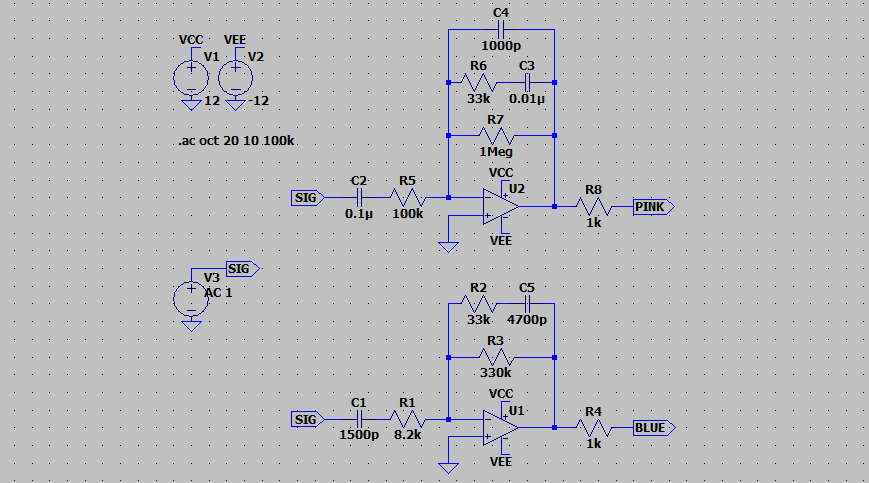 C4
1000p
VCC
VEE
V1
V2
R6
C3
33k
0.01µ
12
-12
R7
.ac oct 20 10 100k
1Meg
VCC
C2
R5
U2
R8
SIG
PINK
0.1µ
100k
1k
VEE
SIG
V3
AC 1
R2
C5
33k
4700p
R3
330k
VCC
C1
R1
U1
R4
SIG
BLUE
1500p
8.2k
1k
VEE